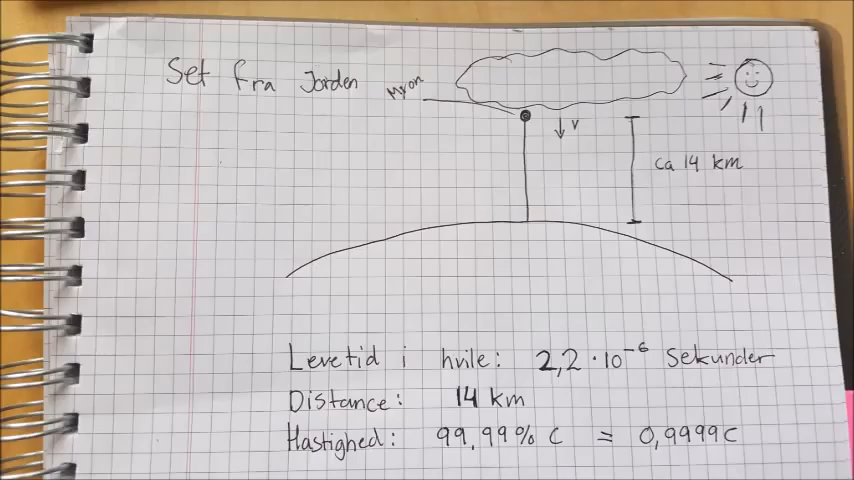 Set fra Jorden
Myon
v
ca 14 km
Levetid i hvile: 2,2 · 10⁻⁶ Sekunder
Distance: 14 km
Hastighed: 99,99% C = 0,9999C